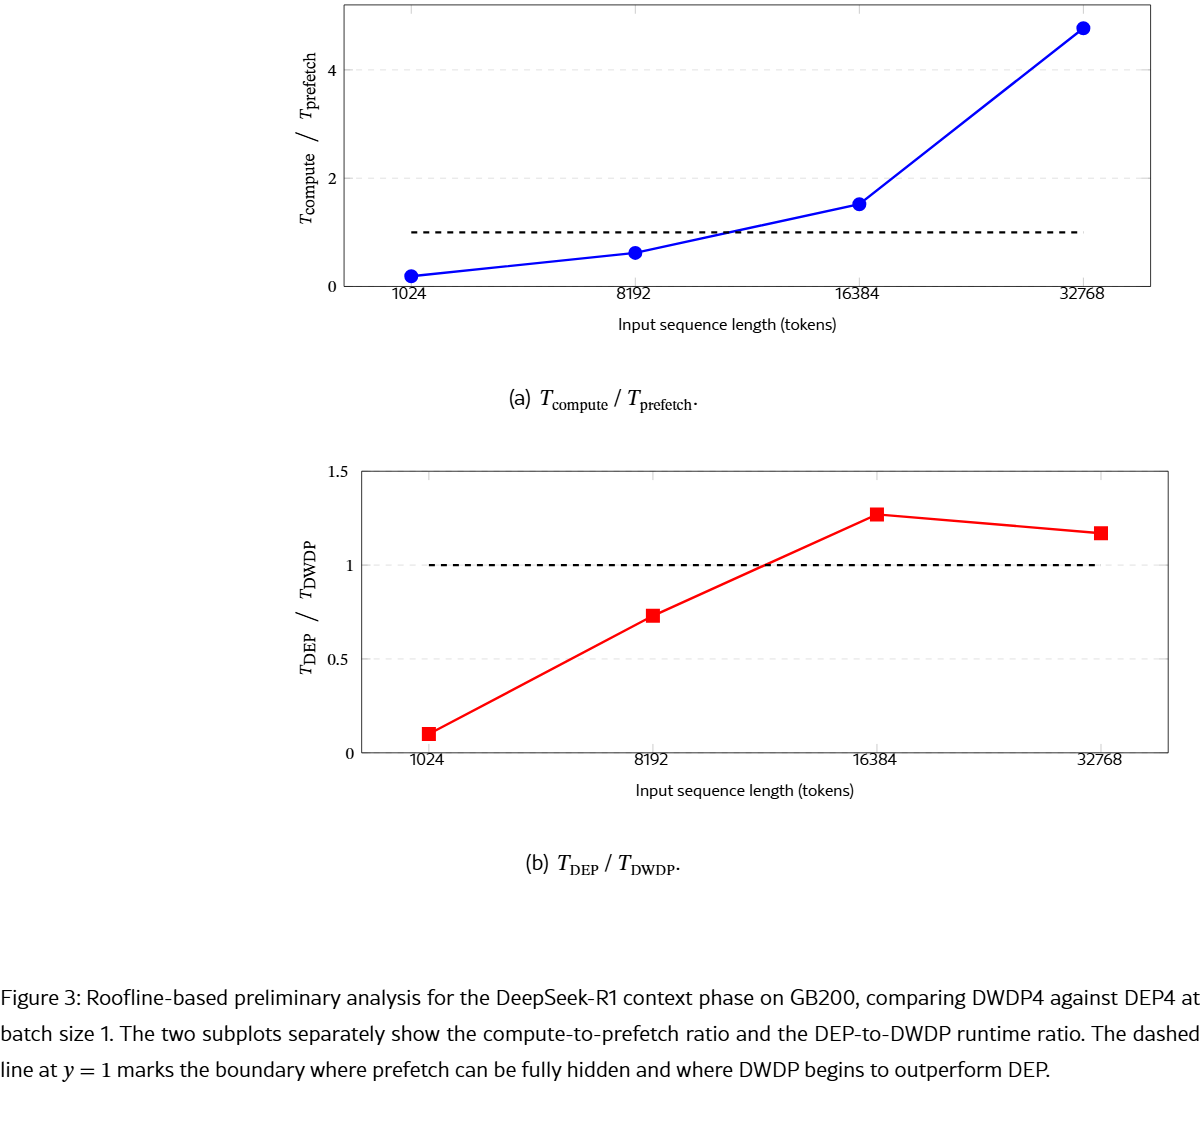 4
2
0
T_compute / T_prefetch
1024 8192 16384 32768
Input sequence length (tokens)
(a) T_compute / T_prefetch.
1.5
1
0.5
0
T_DEP / T_DWDP
1024 8192 16384 32768
Input sequence length (tokens)
(b) T_DEP / T_DWDP.
Figure 3: Roofline-based preliminary analysis for the DeepSeek-R1 context phase on GB200, comparing DWDP4 against DEP4 at
batch size 1. The two subplots separately show the compute-to-prefetch ratio and the DEP-to-DWDP runtime ratio. The dashed
line at y = 1 marks the boundary where prefetch can be fully hidden and where DWDP begins to outperform DEP.